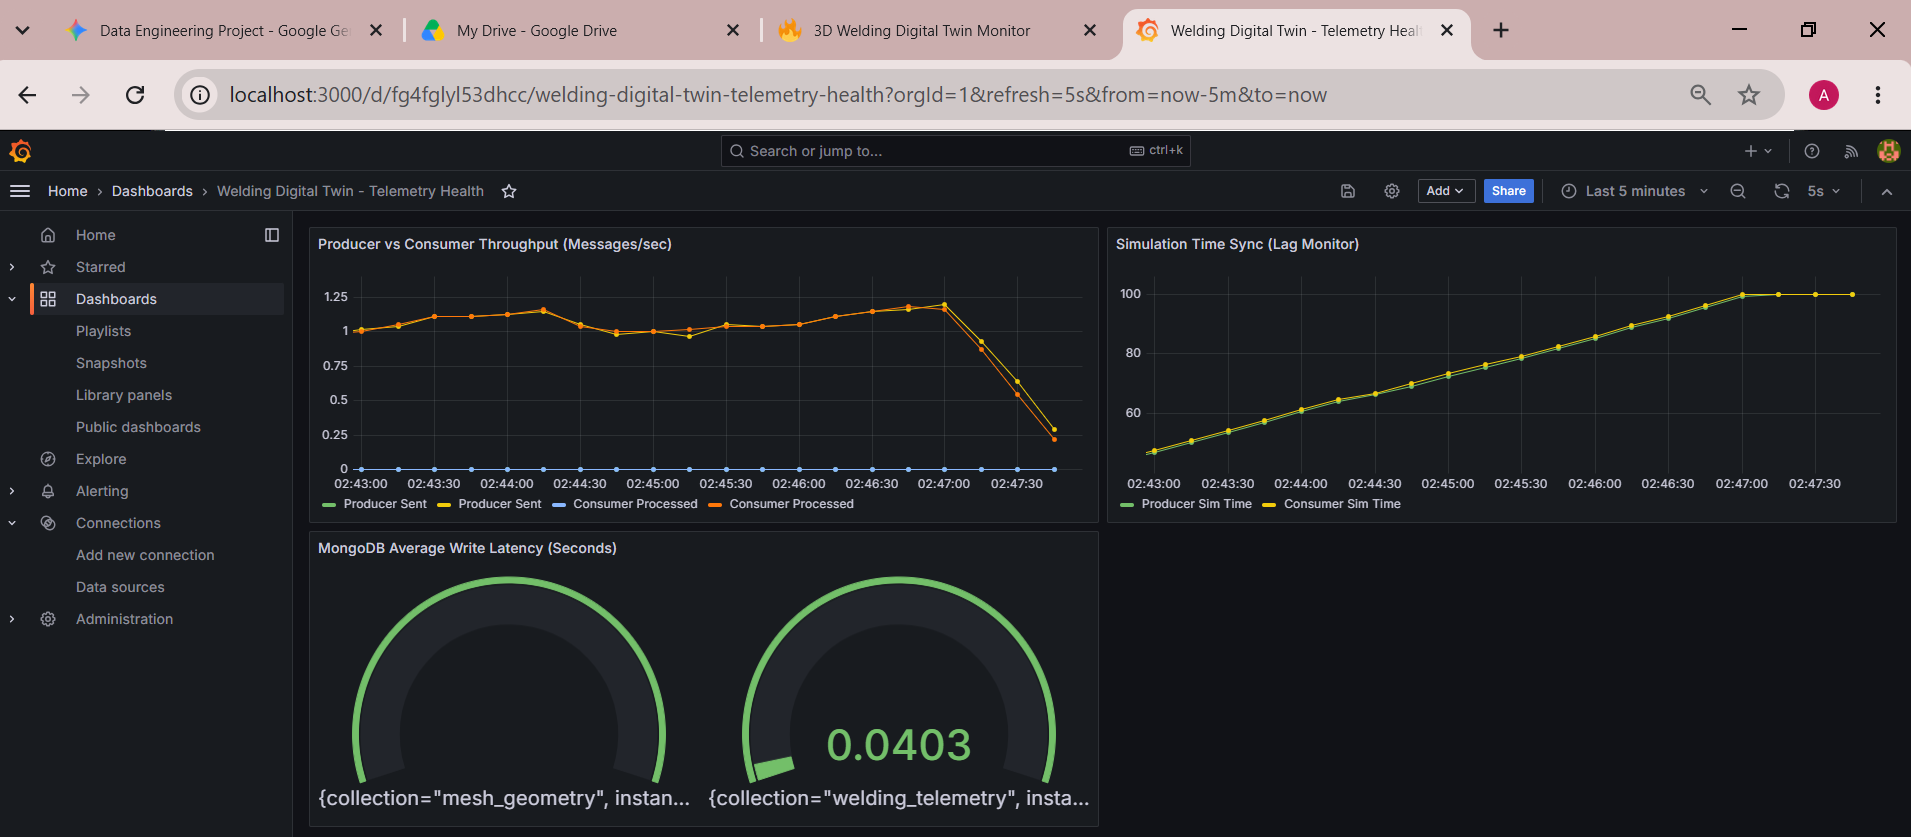 Data Engineering Project - Google Ge
My Drive - Google Drive
3D Welding Digital Twin Monitor
Welding Digital Twin - Telemetry Heal
localhost:3000/d/fg4fglyl53dhcc/welding-digital-twin-telemetry-health?orgId=1&refresh=5s&from=now-5m&to=now
A
Search or jump to...
ctrl+k
Home
Dashboards
Welding Digital Twin - Telemetry Health
Add
Share
Last 5 minutes
5s
Home
Starred
Dashboards
Playlists
Snapshots
Library panels
Public dashboards
Explore
Alerting
Connections
Add new connection
Data sources
Administration
Producer vs Consumer Throughput (Messages/sec)
1.25
1
0.75
0.5
0.25
0
02:43:00 02:43:30 02:44:00 02:44:30 02:45:00 02:45:30 02:46:00 02:46:30 02:47:00 02:47:30
Producer Sent Producer Sent Consumer Processed Consumer Processed
Simulation Time Sync (Lag Monitor)
100
80
60
02:43:00 02:43:30 02:44:00 02:44:30 02:45:00 02:45:30 02:46:00 02:46:30 02:47:00 02:47:30
Producer Sim Time Consumer Sim Time
MongoDB Average Write Latency (Seconds)
{collection="mesh_geometry", instan...
0.0403
{collection="welding_telemetry", insta...